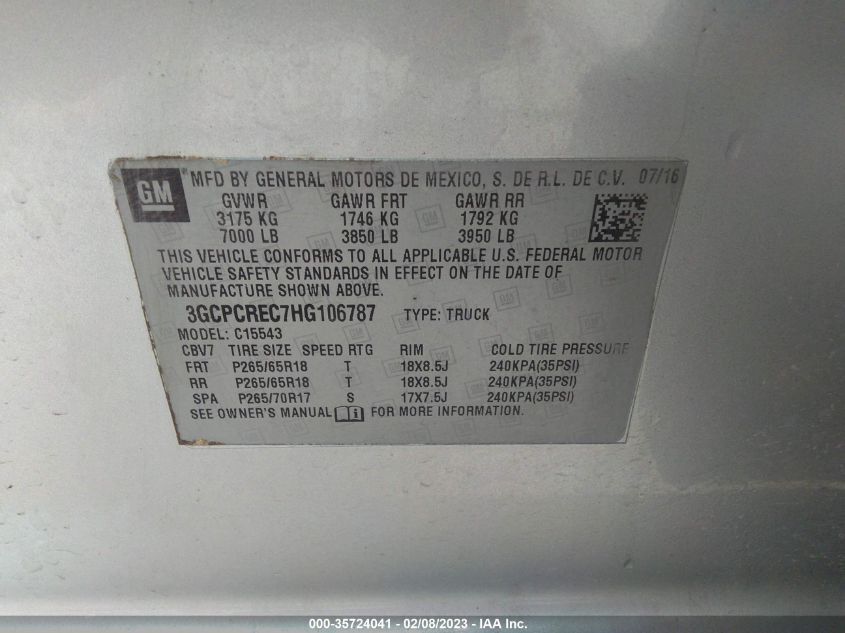 GM MFD BY GENERAL MOTORS DE MEXICO, S. DE R.L. DE C.V. 07/16
GVWR GAWR FRT GAWR RR
3175 KG 1746 KG 1792 KG
7000 LB 3850 LB 3950 LB
THIS VEHICLE CONFORMS TO ALL APPLICABLE U.S. FEDERAL MOTOR
VEHICLE SAFETY STANDARDS IN EFFECT ON THE DATE OF
MANUFACTURE SHOWN ABOVE.
3GCPCREC7HG106787 TYPE: TRUCK
MODEL: C15543
CBV7 TIRE SIZE SPEED RTG RIM COLD TIRE PRESSURE
FRT P265/65R18 T 18X8.5J 240KPA(35PSI)
RR P265/65R18 T 18X8.5J 240KPA(35PSI)
SPA P265/70R17 S 17X7.5J 240KPA(35PSI)
SEE OWNER'S MANUAL i FOR MORE INFORMATION.
000-35724041 - 02/08/2023 - IAA Inc.